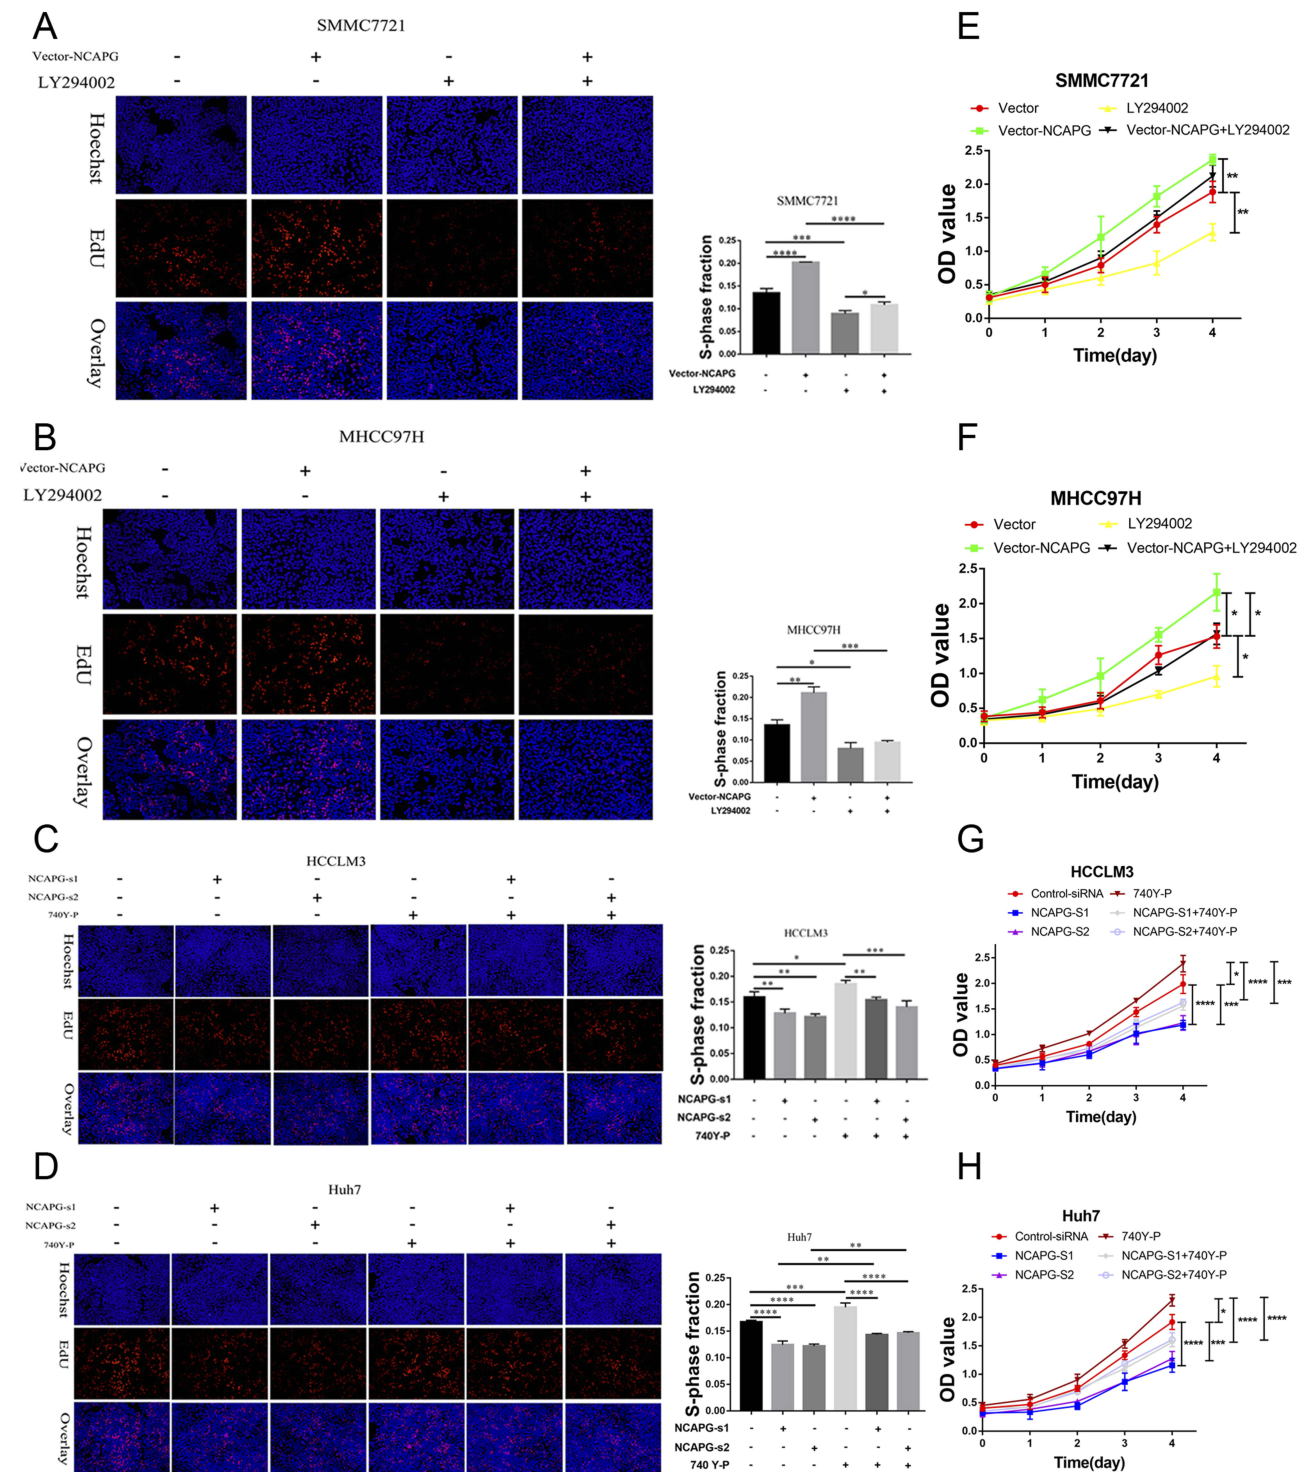 A
SMMC7721
Vector-NCAPG - + - +
LY294002 - - + +
Hoechst
EdU
Overlay
SMMC7721
****
***
****
*
S-phase fraction
0.25
0.20
0.15
0.10
0.05
0.00
Vector-NCAPG - + - +
LY294002 - - + +
E
SMMC7721
Vector LY294002
Vector-NCAPG Vector-NCAPG+LY294002
OD value
2.5
2.0
1.5
1.0
0.5
0.0
**
**
0 1 2 3 4
Time(day)
B
MHCC97H
Vector-NCAPG - + - +
LY294002 - - + +
Hoechst
EdU
Overlay
MHCC97H
***
*
**
S-phase fraction
0.25
0.20
0.15
0.10
0.05
0.00
Vector-NCAPG - + - +
LY294002 - - + +
F
MHCC97H
Vector LY294002
Vector-NCAPG Vector-NCAPG+LY294002
OD value
2.5
2.0
1.5
1.0
0.5
0.0
* *
*
0 1 2 3 4
Time(day)
C
HCCLM3
NCAPG-s1 - + - - + -
NCAPG-s2 - - + - - +
740Y-P - - - + + +
Hoechst
EdU
Overlay
HCCLM3
***
*
** **
**
S-phase fraction
0.25
0.20
0.15
0.10
0.05
0.00
NCAPG-s1 - + - - + -
NCAPG-s2 - - + - - +
740Y-P - - - + + +
G
HCCLM3
Control-siRNA 740Y-P
NCAPG-S1 NCAPG-S1+740Y-P
NCAPG-S2 NCAPG-S2+740Y-P
OD value
2.5
2.0
1.5
1.0
0.5
0.0
* **** ***
**** ***
0 1 2 3 4
Time(day)
D
Huh7
NCAPG-s1 - + - - + -
NCAPG-s2 - - + - - +
740Y-P - - - + + +
Hoechst
EdU
Overlay
Huh7
**
**
****
***
**** ****
****
S-phase fraction
0.25
0.20
0.15
0.10
0.05
0.00
NCAPG-s1 - + - - + -
NCAPG-s2 - - + - - +
740 Y-P - - - + + +
H
Huh7
Control-siRNA 740Y-P
NCAPG-S1 NCAPG-S1+740Y-P
NCAPG-S2 NCAPG-S2+740Y-P
OD value
2.5
2.0
1.5
1.0
0.5
0.0
* **** ****
**** ***
0 1 2 3 4
Time(day)